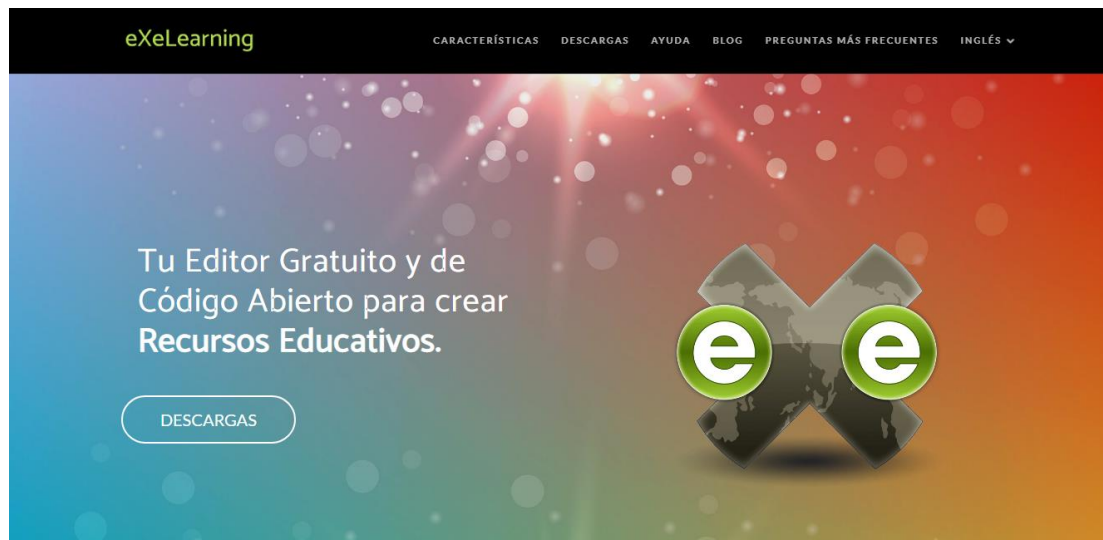 eXeLearning
CARACTERÍSTICAS DESCARGAS AYUDA BLOG PREGUNTAS MÁS FRECUENTES INGLÉS
Tu Editor Gratuito y de
Código Abierto para crear
Recursos Educativos.
DESCARGAS
e e